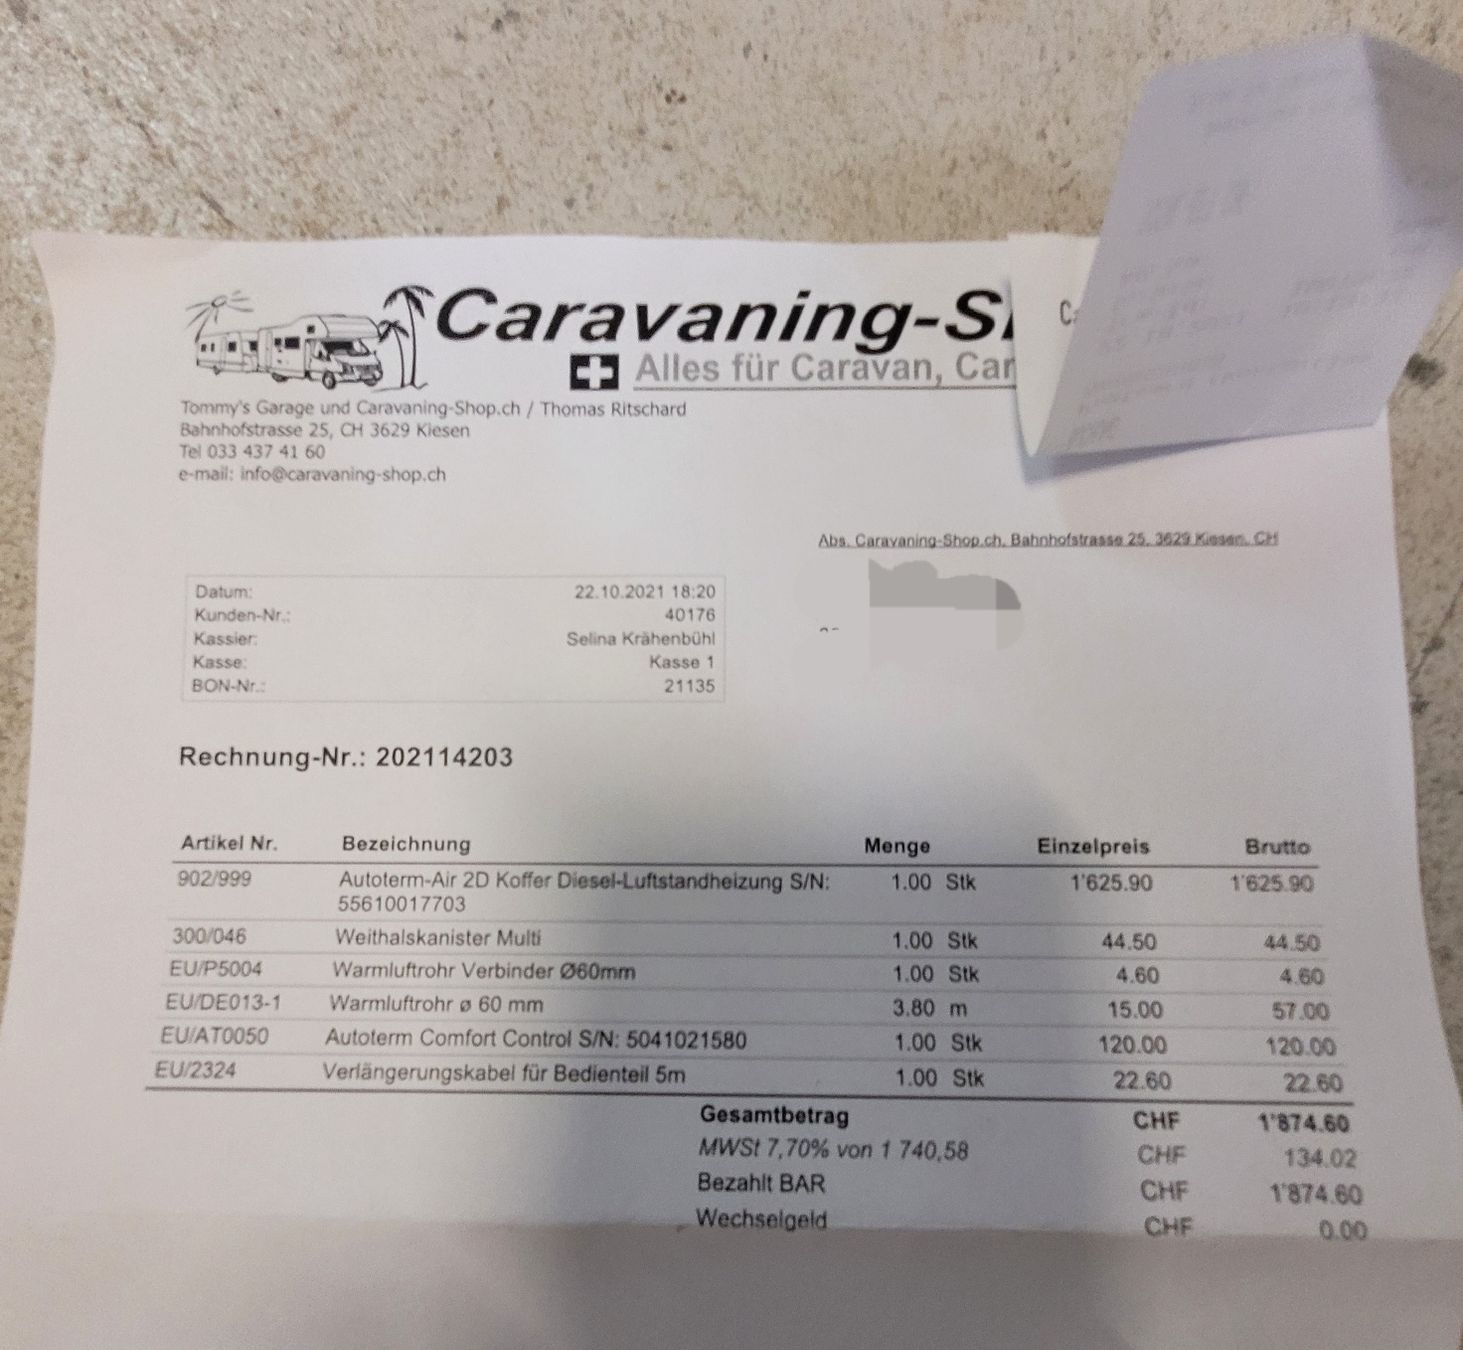 Caravaning-S
Alles für Caravan, Car
Tommy's Garage und Caravaning-Shop.ch / Thomas Ritschard
Bahnhofstrasse 25, CH 3629 Kiesen
Tel 033 437 41 60
e-mail: info@caravaning-shop.ch
Abs. Caravaning-Shop.ch, Bahnhofstrasse 25, 3629 Kiesen, CH
Datum: 22.10.2021 18:20
Kunden-Nr.: 40176
Kassier: Selina Krähenbühl
Kasse: Kasse 1
BON-Nr.: 21135
Rechnung-Nr.: 202114203
Artikel Nr. Bezeichnung Menge Einzelpreis Brutto
902/999 Autoterm-Air 2D Koffer Diesel-Luftstandheizung S/N: 1.00 Stk 1'625.90 1'625.90
55610017703
300/046 Weithalskanister Multi 1.00 Stk 44.50 44.50
EU/P5004 Warmluftrohr Verbinder Ø60mm 1.00 Stk 4.60 4.60
EU/DE013-1 Warmluftrohr ø 60 mm 3.80 m 15.00 57.00
EU/AT0050 Autoterm Comfort Control S/N: 5041021580 1.00 Stk 120.00 120.00
EU/2324 Verlängerungskabel für Bedienteil 5m 1.00 Stk 22.60 22.60
Gesamtbetrag CHF 1'874.60
MWSt 7,70% von 1 740,58 CHF 134.02
Bezahlt BAR CHF 1'874.60
Wechselgeld CHF 0.00